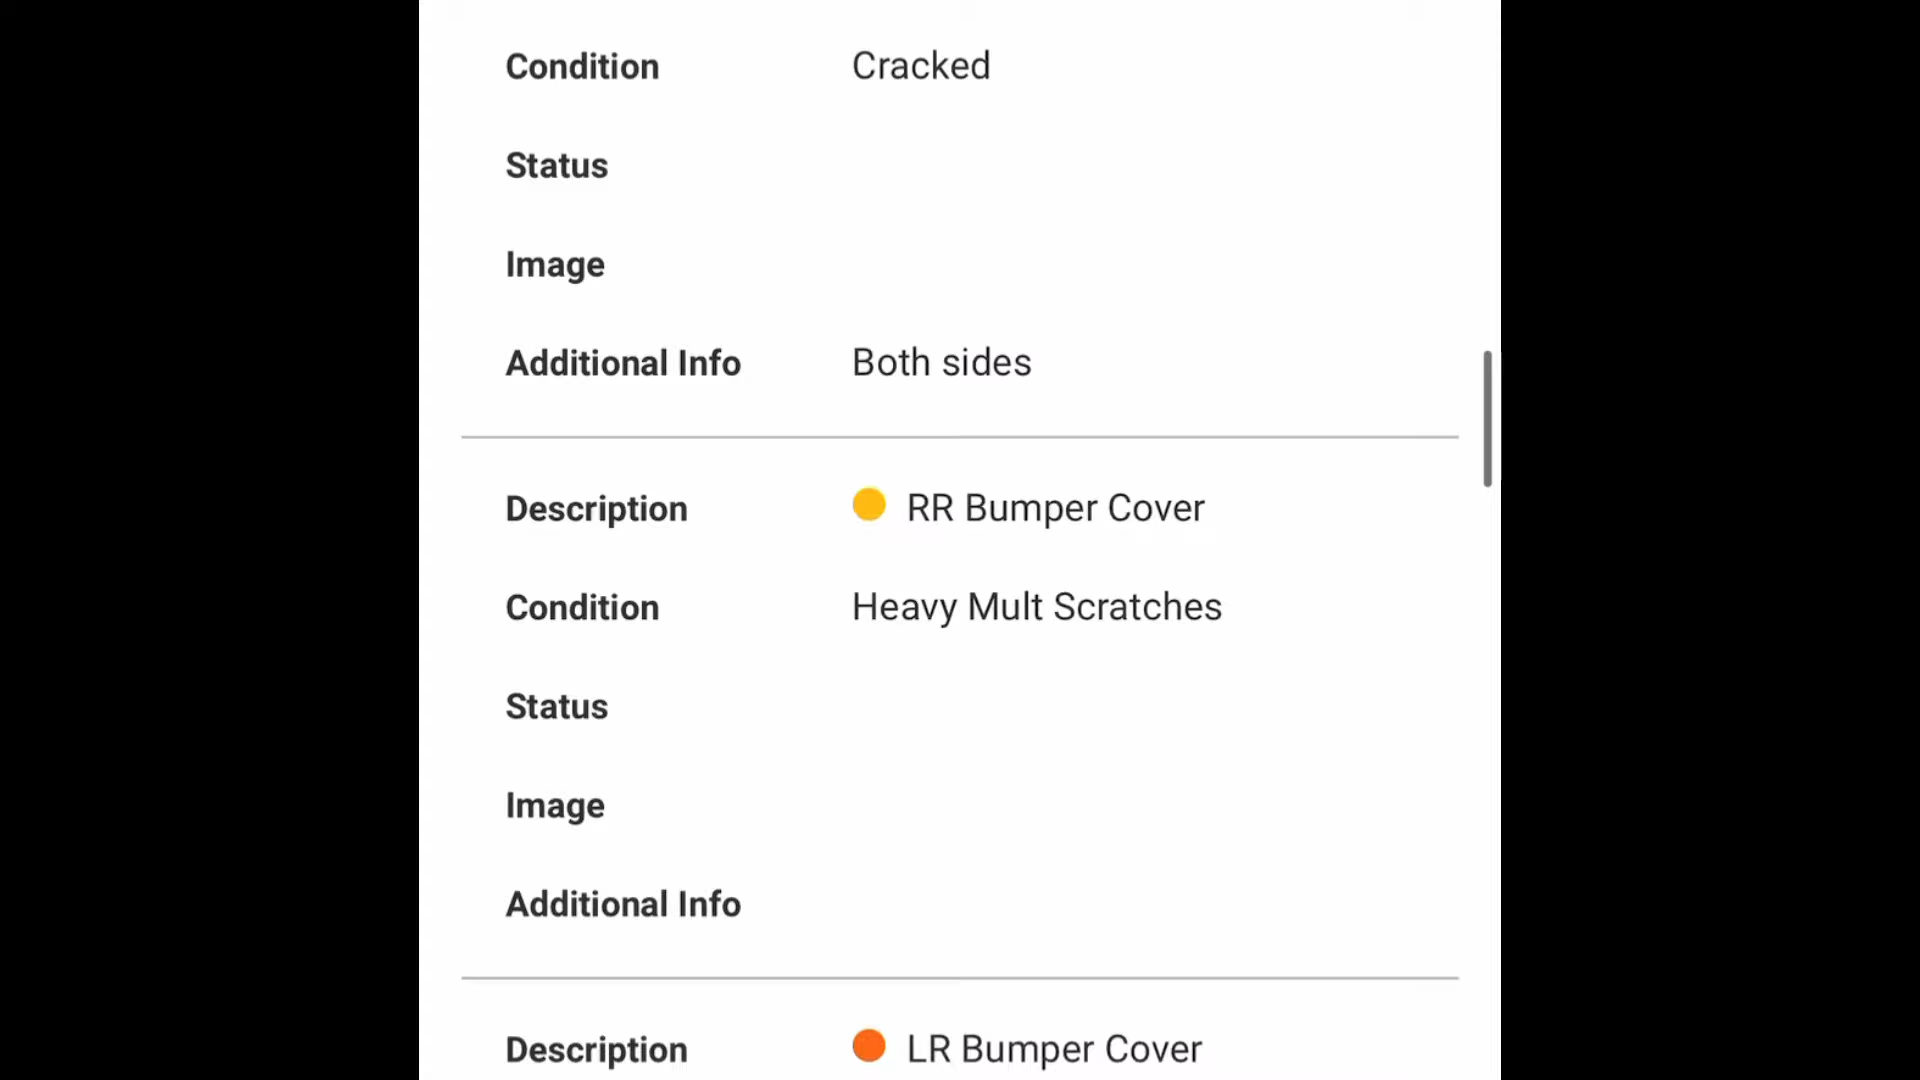 Condition Cracked
Status
Image
Additional Info Both sides
Description RR Bumper Cover
Condition Heavy Mult Scratches
Status
Image
Additional Info
Description LR Bumper Cover